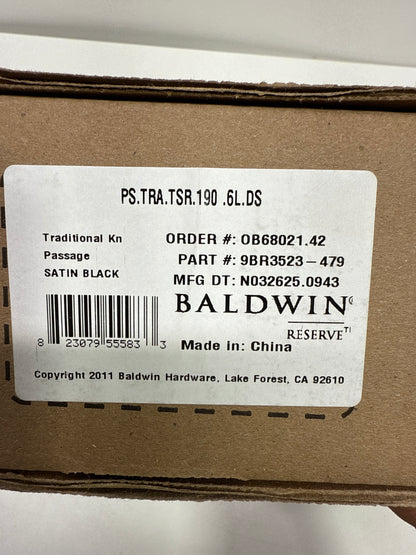 PS.TRA.TSR.190 .6L.DS
Traditional Kn
Passage
SATIN BLACK
ORDER #: OB68021.42
PART #: 9BR3523-479
MFG DT: N032625.0943
BALDWIN
RESERVE™
8 23079 55583 3
Made in: China
Copyright 2011 Baldwin Hardware, Lake Forest, CA 92610